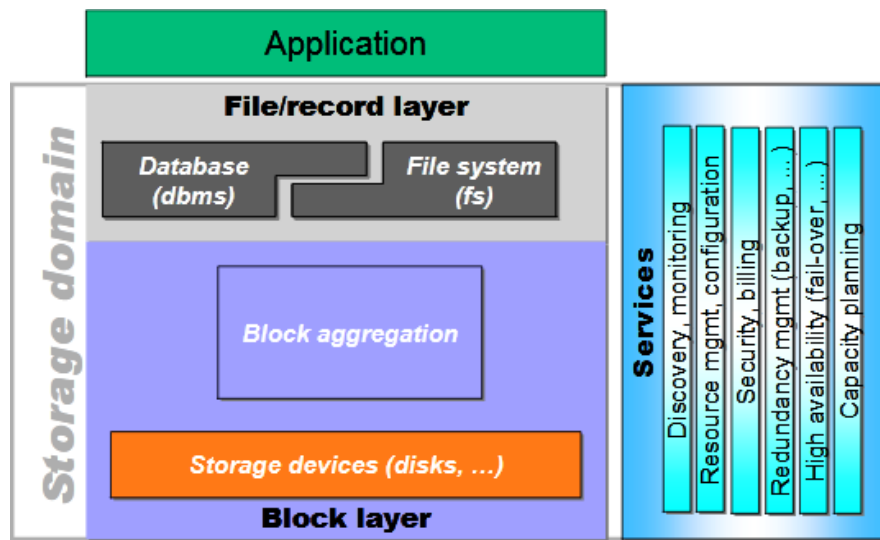 Application
Storage domain
File/record layer
Database
(dbms)
File system
(fs)
Block aggregation
Storage devices (disks, …)
Block layer
Services
Discovery, monitoring
Resource mgmt, configuration
Security, billing
Redundancy mgmt (backup, …)
High availability (fail-over, …)
Capacity planning